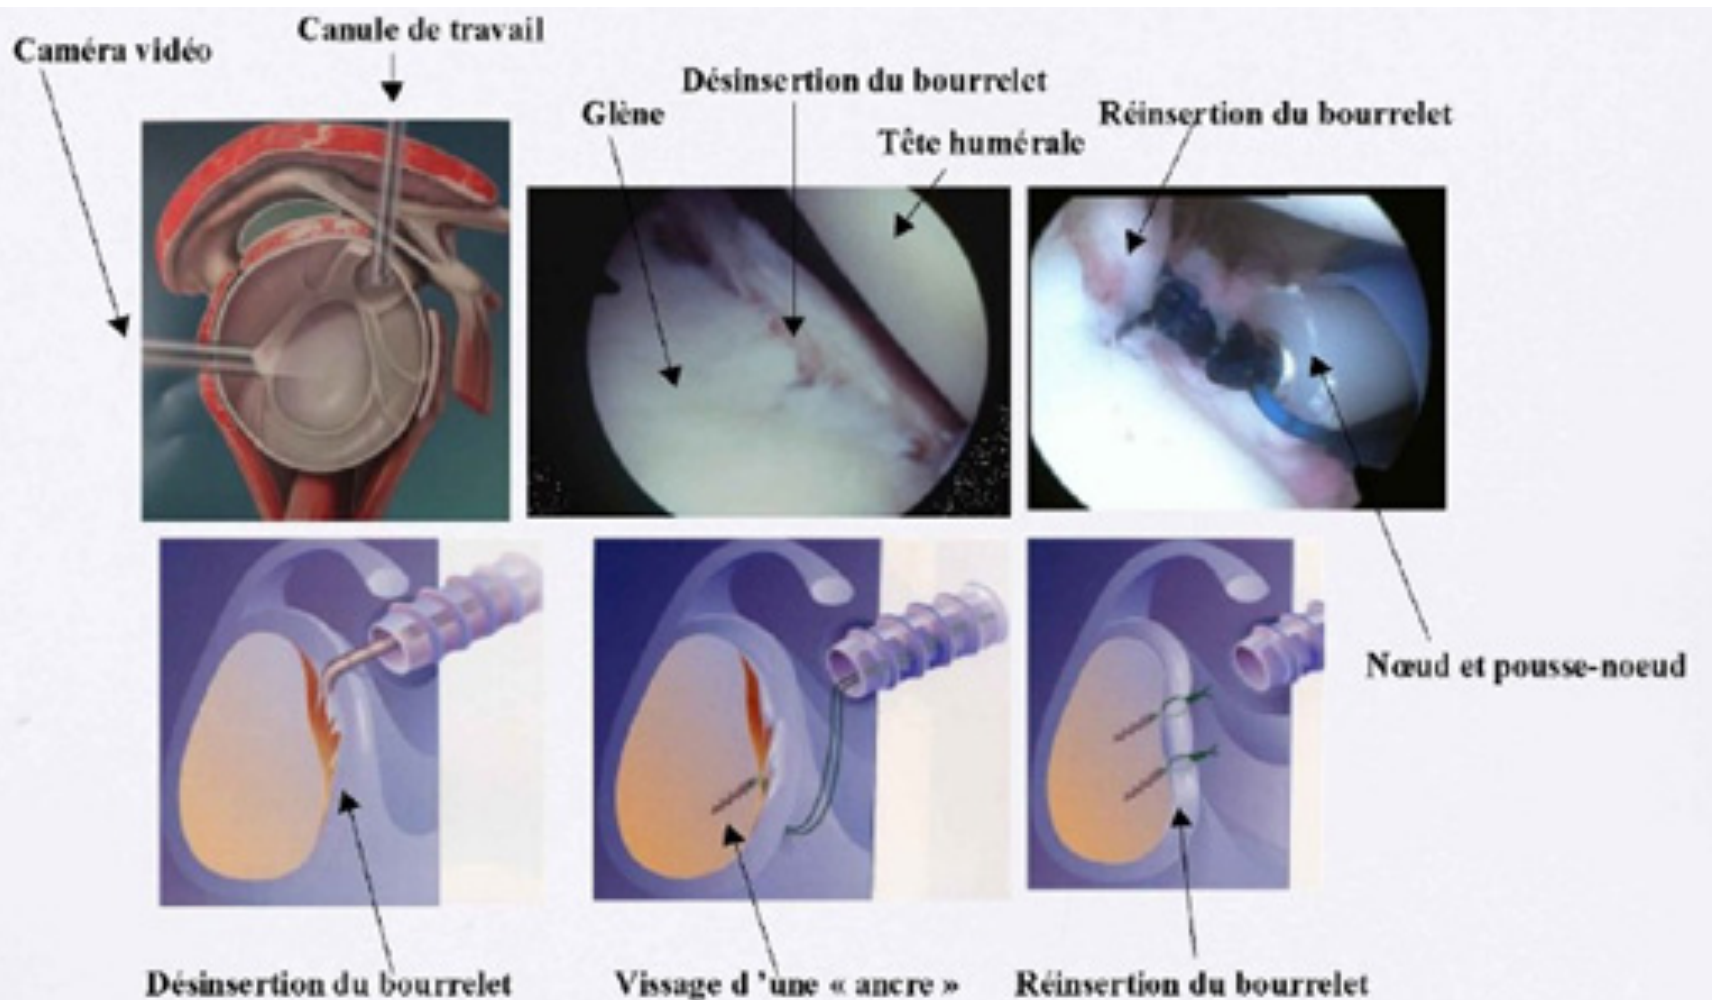 Caméra vidéo
Canule de travail
Désinsertion du bourrelet
Glène
Tête humérale
Réinsertion du bourrelet
Nœud et pousse-noeud
Désinsertion du bourrelet
Vissage d ’une « ancre »
Réinsertion du bourrelet